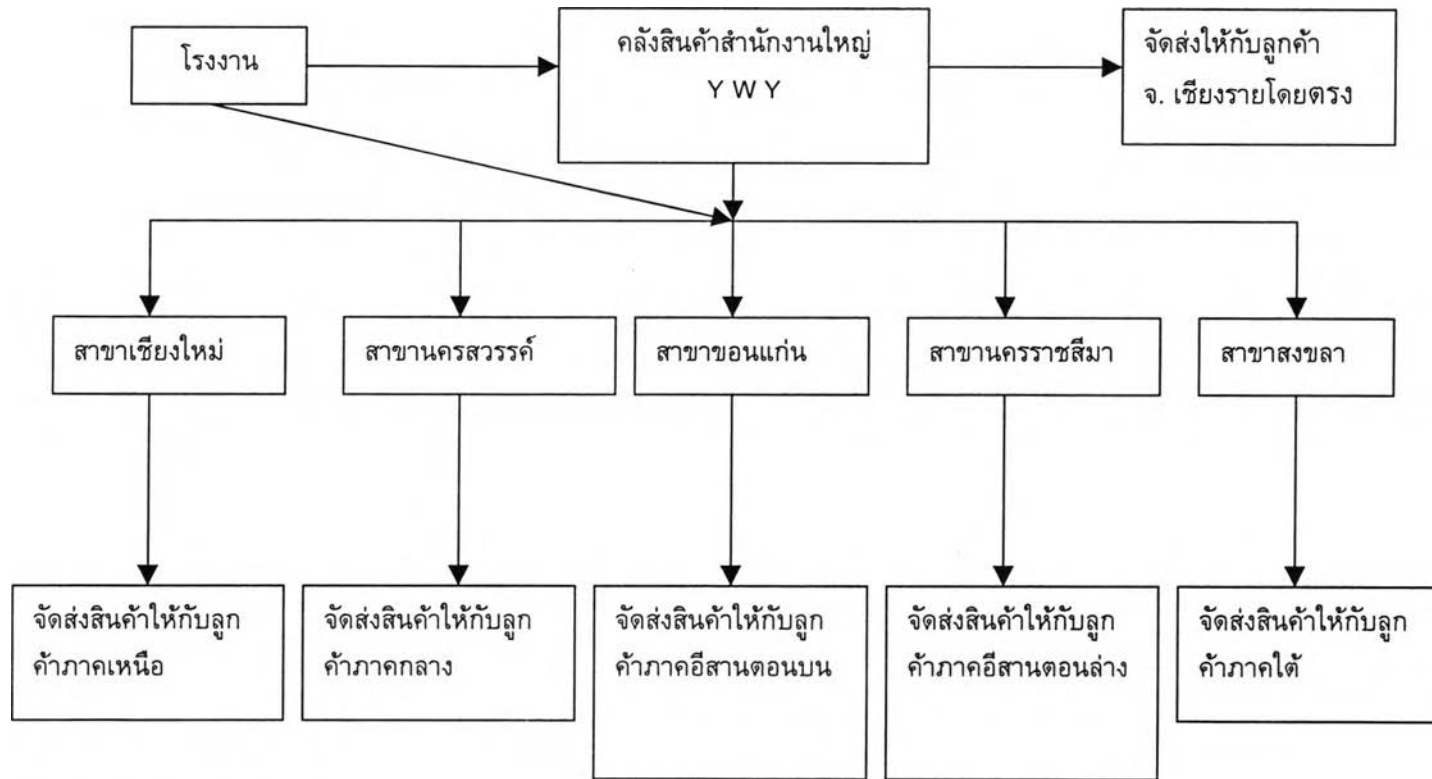 โรงงาน
คลังสินค้าสำนักงานใหญ่
Y W Y
จัดส่งให้กับลูกค้า
จ. เชียงรายโดยตรง
สาขาเชียงใหม่
สาขานครสวรรค์
สาขาขอนแก่น
สาขานครราชสีมา
สาขาสงขลา
จัดส่งสินค้าให้กับลูก
ค้าภาคเหนือ
จัดส่งสินค้าให้กับลูก
ค้าภาคกลาง
จัดส่งสินค้าให้กับลูก
ค้าภาคอีสานตอนบน
จัดส่งสินค้าให้กับลูก
ค้าภาคอีสานตอนล่าง
จัดส่งสินค้าให้กับลูก
ค้าภาคใต้